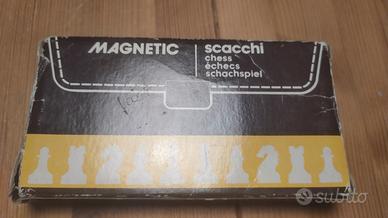 MAGNETIC
scacchi
chess
échecs
schachspiel
subito